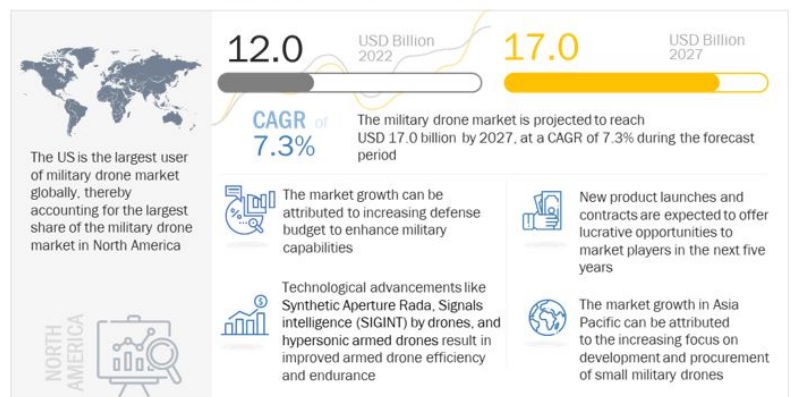 12.0
USD Billion
2022
17.0
USD Billion
2027
CAGR of
7.3%
The military drone market is projected to reach
USD 17.0 billion by 2027, at a CAGR of 7.3% during the forecast
period
The US is the largest user
of military drone market
globally, thereby
accounting for the largest
share of the military drone
market in North America
NORTH
AMERICA
The market growth can be
attributed to increasing defense
budget to enhance military
capabilities
New product launches and
contracts are expected to offer
lucrative opportunities to
market players in the next five
years
Technological advancements like
Synthetic Aperture Rada, Signals
intelligence (SIGINT) by drones, and
hypersonic armed drones result in
improved armed drone efficiency
and endurance
The market growth in Asia
Pacific can be attributed
to the increasing focus on
development and procurement
of small military drones